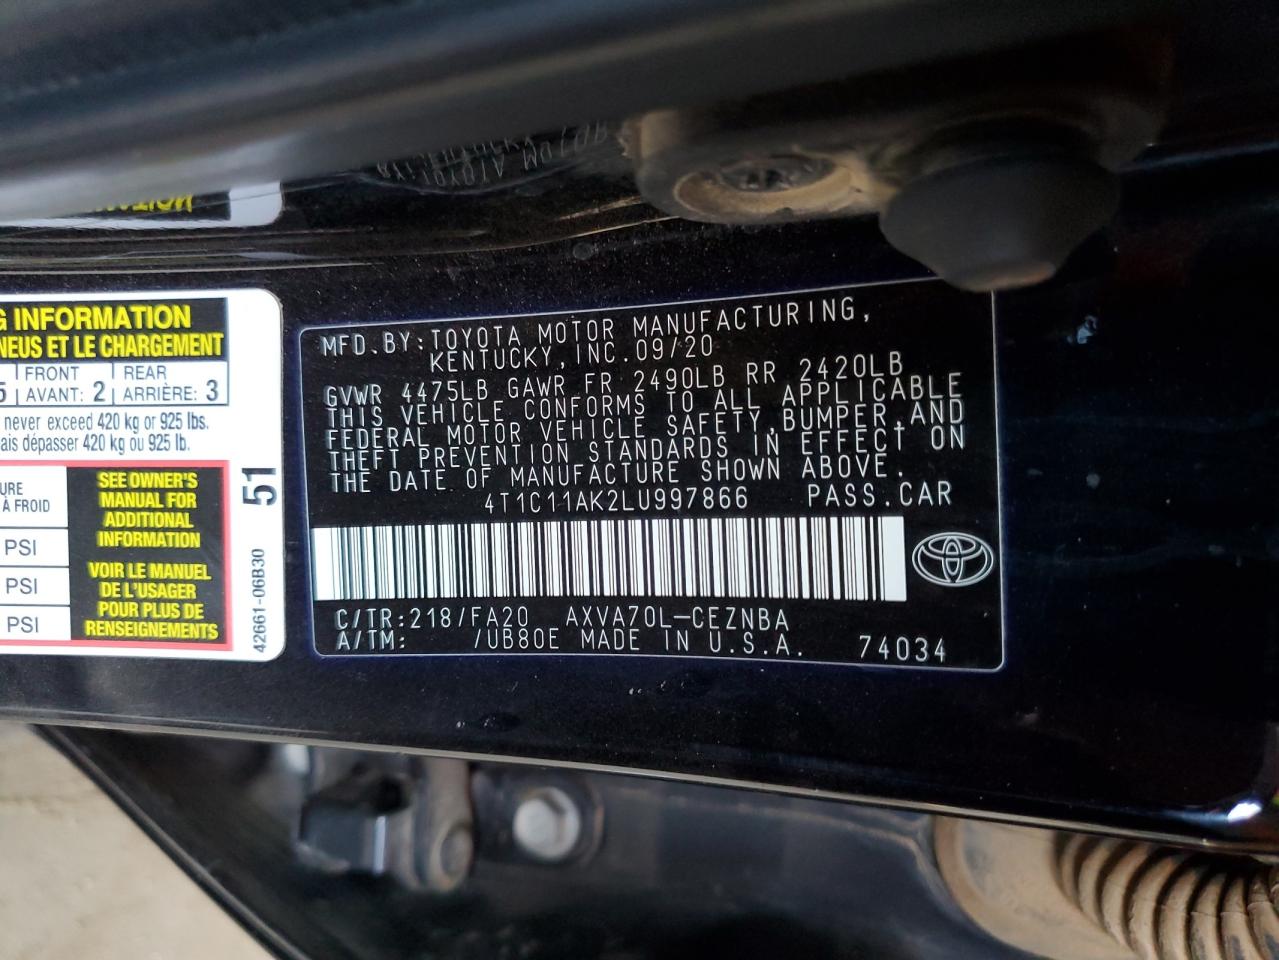 G INFORMATION
NEUS ET LE CHARGEMENT
5 FRONT AVANT: 2 REAR ARRIÈRE: 3
never exceed 420 kg or 925 lbs.
ais dépasser 420 kg ou 925 lb.
URE
À FROID
PSI
PSI
PSI
SEE OWNER'S
MANUAL FOR
ADDITIONAL
INFORMATION
VOIR LE MANUEL
DE L'USAGER
POUR PLUS DE
RENSEIGNEMENTS
51
42661-06B30
MFD.BY:TOYOTA MOTOR MANUFACTURING,
KENTUCKY, INC.09/20
GVWR 4475LB GAWR FR 2490LB RR 2420LB
THIS VEHICLE CONFORMS TO ALL APPLICABLE
FEDERAL MOTOR VEHICLE SAFETY,BUMPER,AND
THEFT PREVENTION STANDARDS IN EFFECT ON
THE DATE OF MANUFACTURE SHOWN ABOVE.
4T1C11AK2LU997866 PASS.CAR
C/TR:218/FA20 AXVA70L-CEZNBA
A/TM: /UB80E MADE IN U.S.A. 74034